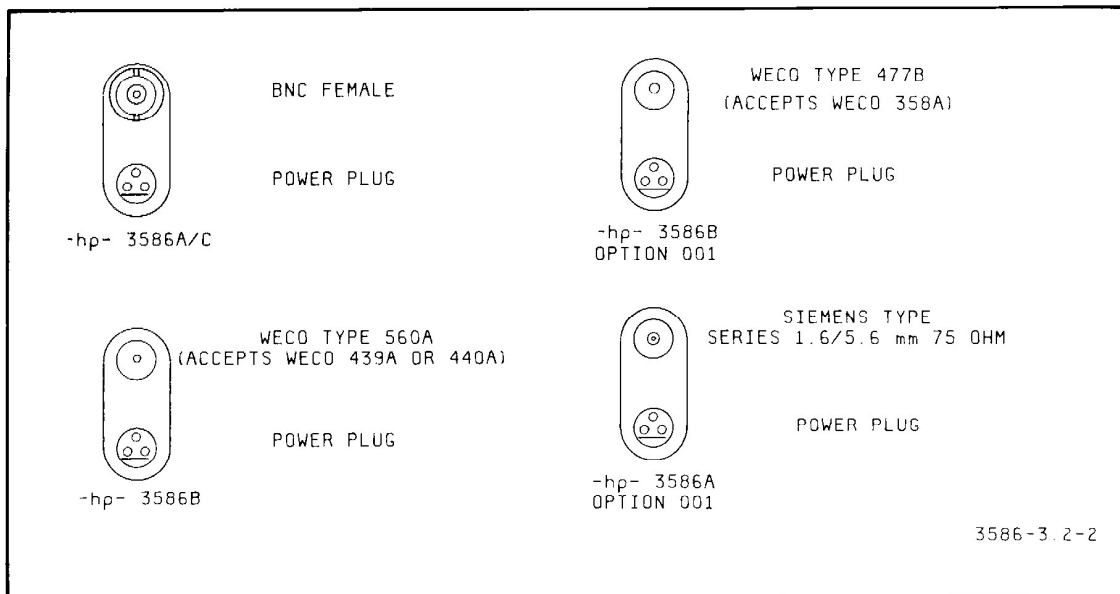 BNC FEMALE
POWER PLUG
-hp- 3586A/C
WECO TYPE 477B
(ACCEPTS WECO 358A)
POWER PLUG
-hp- 3586B
OPTION 001
WECO TYPE 560A
(ACCEPTS WECO 439A OR 440A)
POWER PLUG
-hp- 3586B
SIEMENS TYPE
SERIES 1.6/5.6 mm 75 OHM
POWER PLUG
-hp- 3586A
OPTION 001
3586-3.2-2